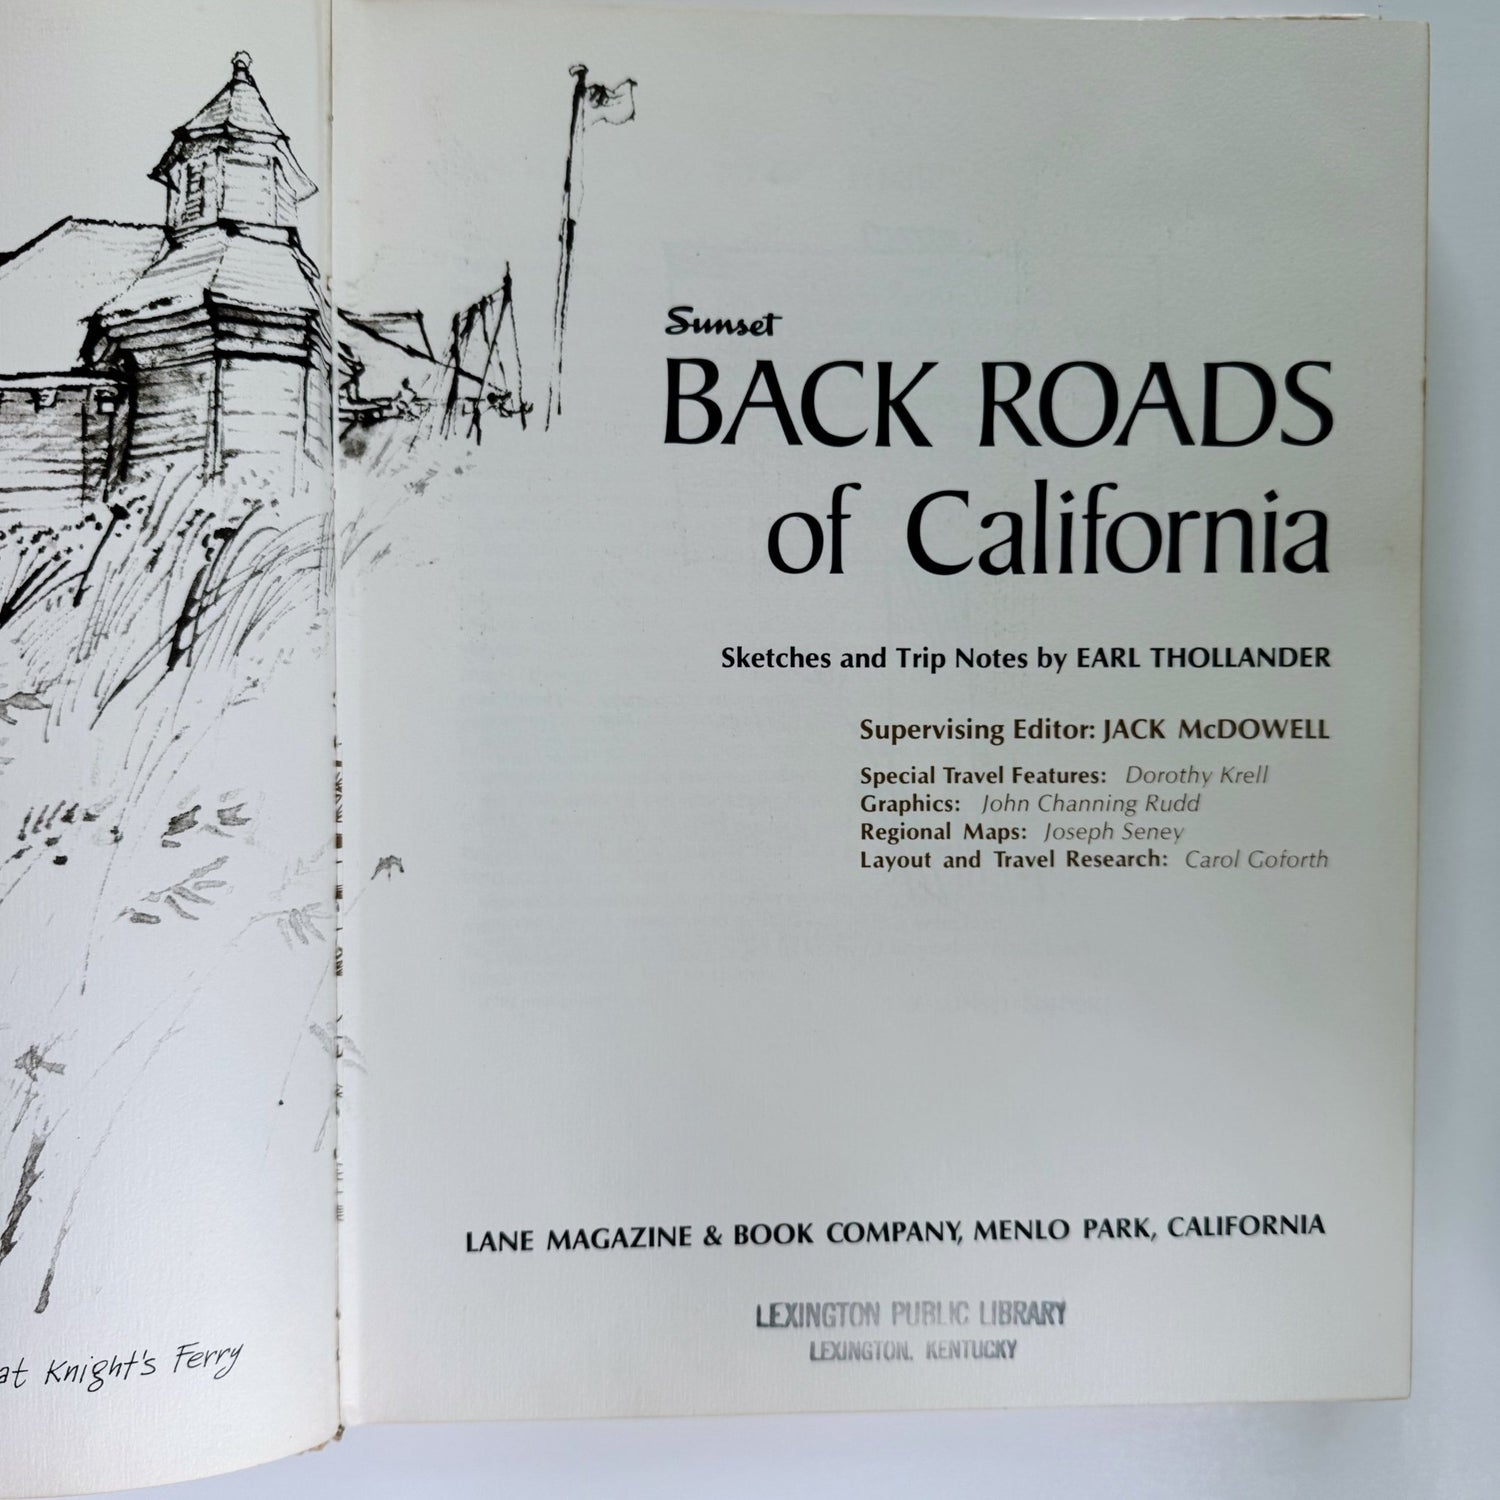 Sunset
BACK ROADS
of California
Sketches and Trip Notes by EARL THOLLANDER
Supervising Editor: JACK McDOWELL
Special Travel Features: Dorothy Krell
Graphics: John Channing Rudd
Regional Maps: Joseph Seney
Layout and Travel Research: Carol Goforth
LANE MAGAZINE & BOOK COMPANY, MENLO PARK, CALIFORNIA
LEXINGTON PUBLIC LIBRARY
LEXINGTON, KENTUCKY
at Knight's Ferry